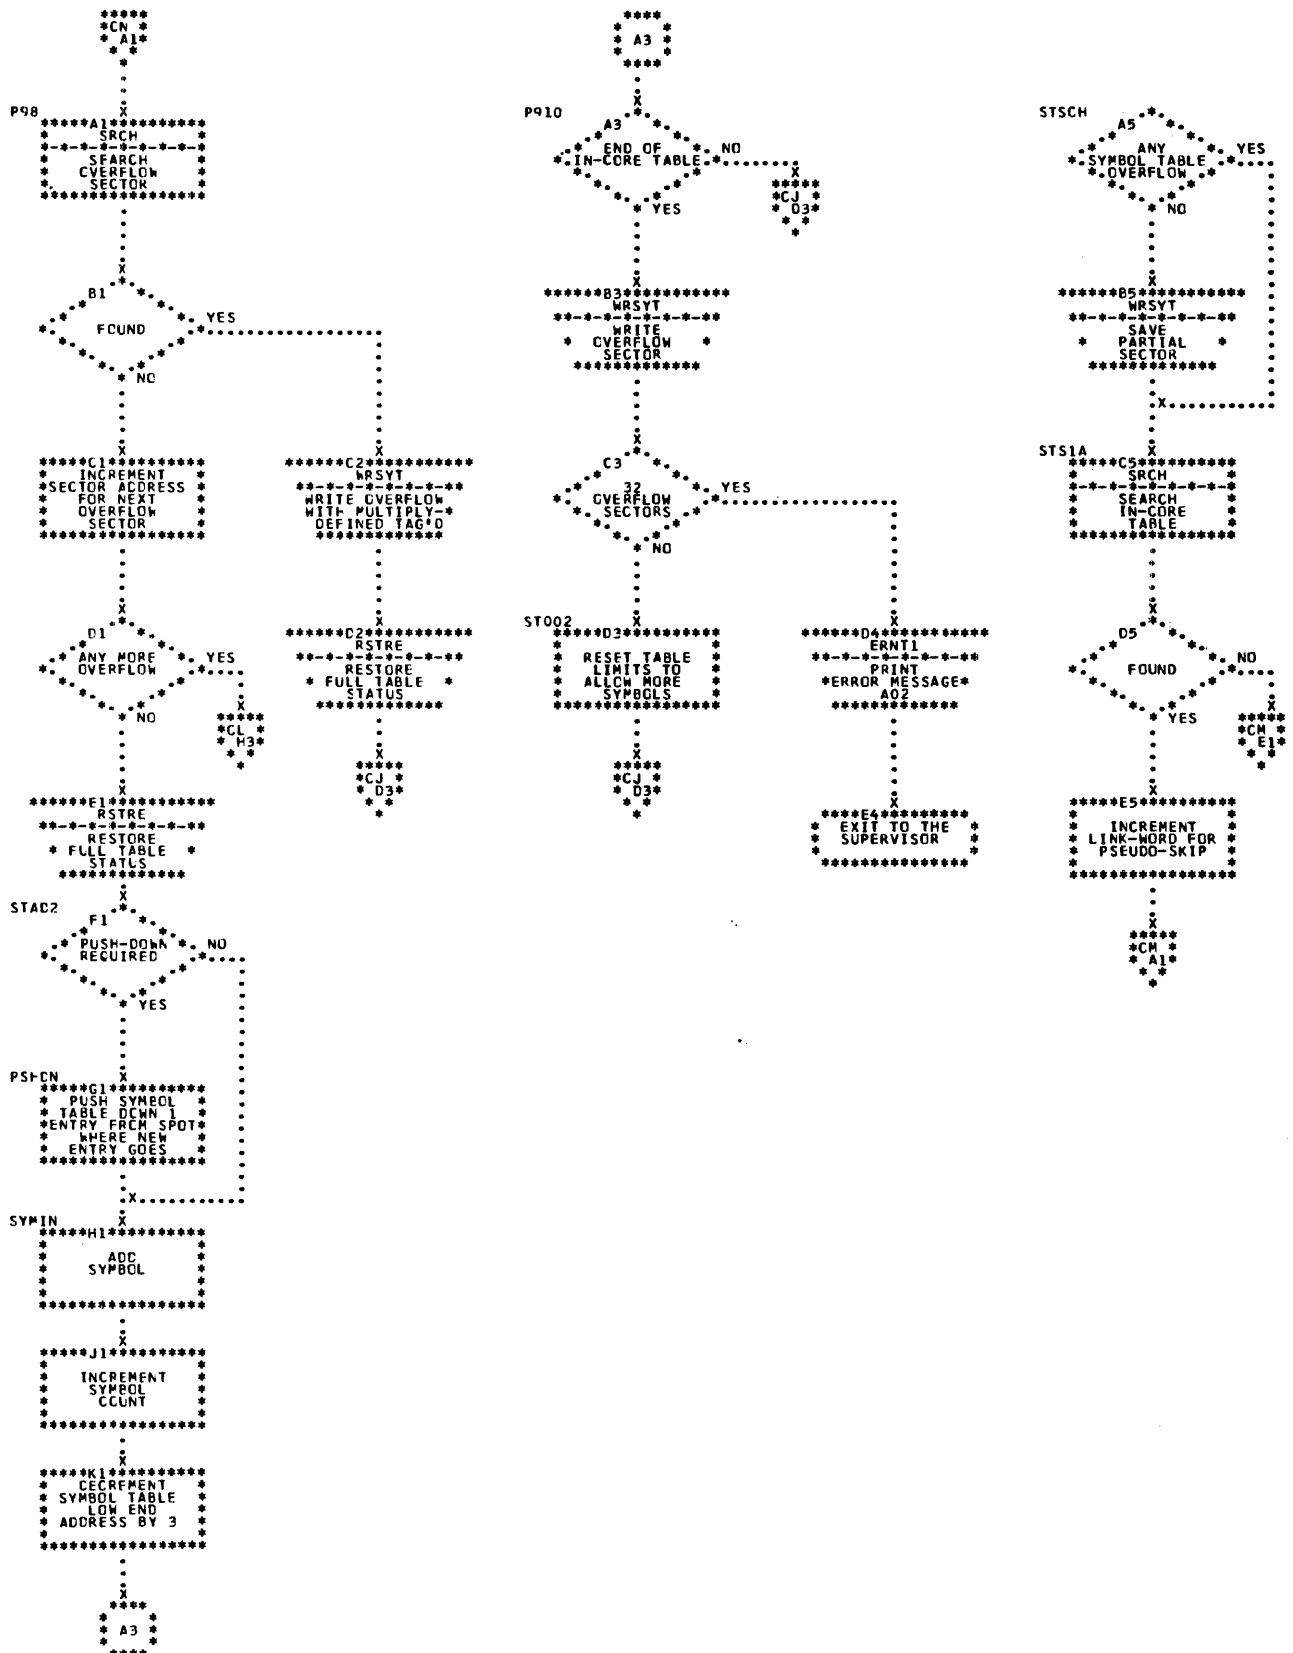 CN
A1
P98
A1
SRCH
SEARCH
CVERFLOW
SECTOR
B1
FOUND
YES
NO
C1
INCREMENT
SECTOR ADDRESS
FOR NEXT
OVERFLOW
SECTOR
C2
WRSYT
WRITE OVERFLOW
WITH MULTIPLY-
DEFINED TAG'D
D1
ANY MORE
OVERFLOW
YES
NO
CL
H3
D2
RSTRE
RESTORE
FULL TABLE
STATUS
CJ
D3
E1
RSTRE
RESTORE
FULL TABLE
STATUS
STAD2
F1
PUSH-DOWN
REQUIRED
NO
YES
PSHCN
G1
PUSH SYMBOL
TABLE DCWN 1
ENTRY FRCM SPOT
WHERE NEW
ENTRY GOES
SYMIN
H1
ADC
SYMBOL
J1
INCREMENT
SYMBOL
CCUNT
K1
CECREMENT
SYMBOL TABLE
LOW END
ADDRESS BY 3
A3
A3
P910
A3
END OF
IN-CORE TABLE
NO
YES
CJ
D3
B3
WRSYT
WRITE
CVERFLOW
SECTOR
C3
32
OVERFLOW
SECTORS
YES
NO
ST002
D3
RESET TABLE
LIMITS TO
ALLOW MORE
SYMBOLS
CJ
D3
D4
ERNT1
PRINT
ERROR MESSAGE
A02
E4
EXIT TO THE
SUPERVISOR
STSCH
A5
ANY
SYMBOL TABLE
OVERFLOW
YES
NO
B5
WRSYT
SAVE
PARTIAL
SECTOR
STS1A
C5
SRCH
SEARCH
IN-CORE
TABLE
D5
FOUND
NO
YES
CM
E1
E5
INCREMENT
LINK-WORD FOR
PSEUDO-SKIP
CM
A1